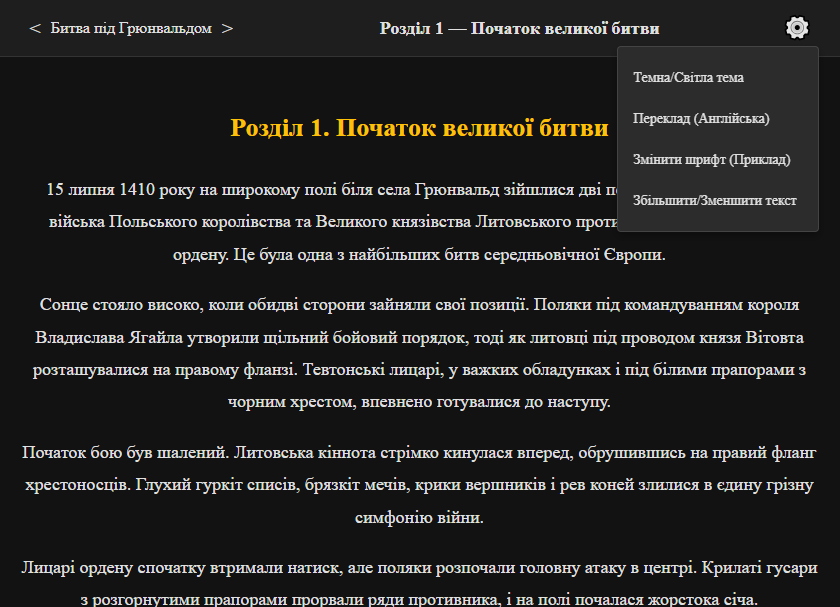 < Битва під Грюнвальдом >
Розділ 1 — Початок великої битви
Темна/Світла тема
Переклад (Англійська)
Змінити шрифт (Приклад)
Збільшити/Зменшити текст
Розділ 1. Початок великої битви
15 липня 1410 року на широкому полі біля села Грюнвальд зійшлися дві
війська Польського королівства та Великого князівства Литовського
ордену. Це була одна з найбільших битв середньовічної Європи.
Сонце стояло високо, коли обидві сторони зайняли свої позиції. Поляки під командуванням короля
Владислава Ягайла утворили щільний бойовий порядок, тоді як литовці під проводом князя Вітовта
розташувалися на правому фланзі. Тевтонські лицарі, у важких обладунках і під білими прапорами з
чорним хрестом, впевнено готувалися до наступу.
Початок бою був шалений. Литовська кіннота стрімко кинулася вперед, обрушившись на правий фланг
хрестоносців. Глухий гуркіт списів, брязкіт мечів, крики вершників і рев коней злилися в єдину грізну
симфонію війни.
Лицарі ордену спочатку втримали натиск, але поляки розпочали головну атаку в центрі. Крилаті гусари
з розгорнутими прапорами прорвали ряди противника, і на полі почалася жорстока січа.